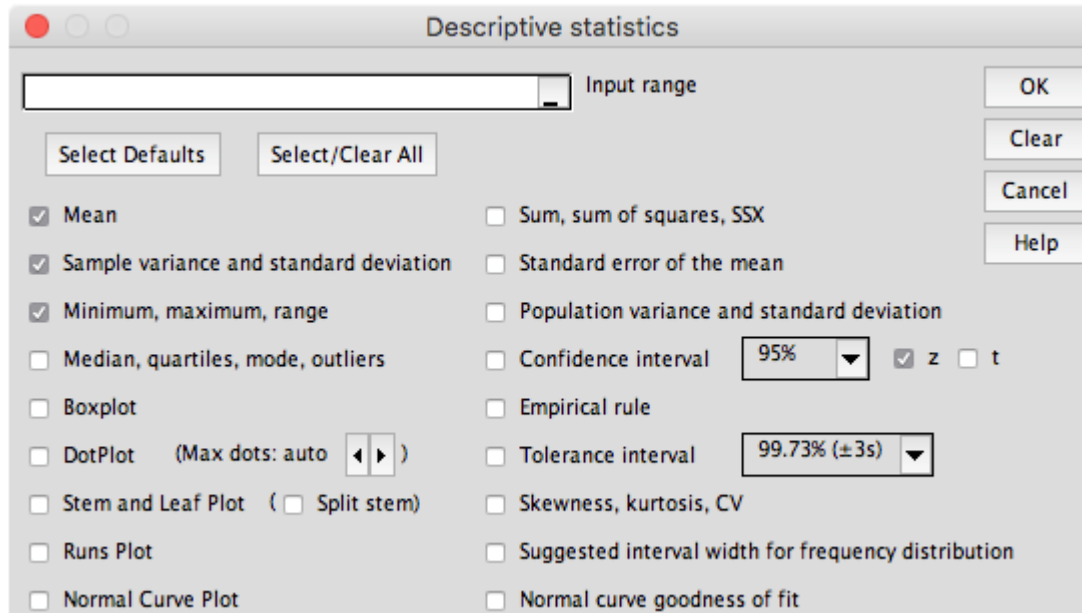 Descriptive statistics
Input range
OK
Select Defaults Select/Clear All
Clear
Cancel
Help
Mean
Sum, sum of squares, SSX
Sample variance and standard deviation
Standard error of the mean
Minimum, maximum, range
Population variance and standard deviation
Median, quartiles, mode, outliers
Confidence interval 95% z t
Boxplot
Empirical rule
DotPlot (Max dots: auto )
Tolerance interval 99.73% (±3s)
Stem and Leaf Plot ( Split stem)
Skewness, kurtosis, CV
Runs Plot
Suggested interval width for frequency distribution
Normal Curve Plot
Normal curve goodness of fit